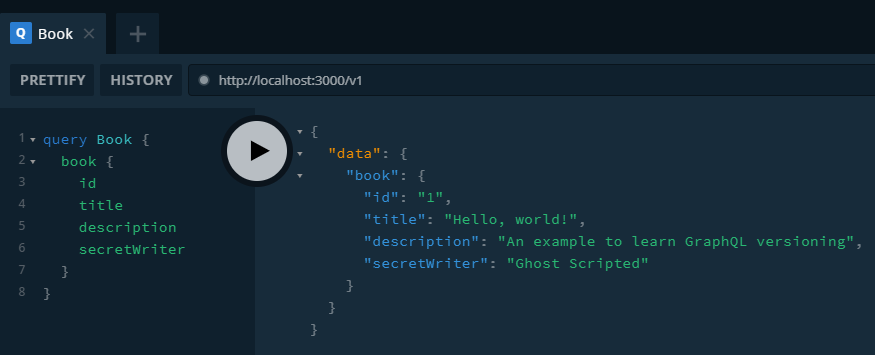 Q Book
PRETTIFY HISTORY http://localhost:3000/v1
1 query Book {
2 book {
3 id
4 title
5 description
6 secretWriter
7 }
8 }
{
"data": {
"book": {
"id": "1",
"title": "Hello, world!",
"description": "An example to learn GraphQL versioning",
"secretWriter": "Ghost Scripted"
}
}
}